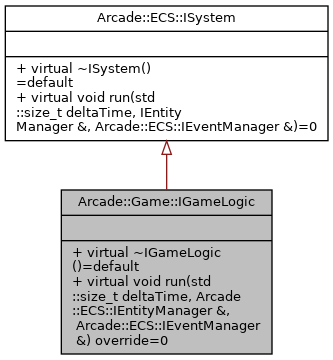 Arcade::ECS::ISystem
+ virtual ~ISystem()
=default
+ virtual void run(std
::size_t deltaTime, IEntity
Manager &, Arcade::ECS::IEventManager &)=0
Arcade::Game::IGameLogic
+ virtual ~IGameLogic
()=default
+ virtual void run(std
::size_t deltaTime, Arcade
::ECS::IEntityManager &,
Arcade::ECS::IEventManager
&) override=0